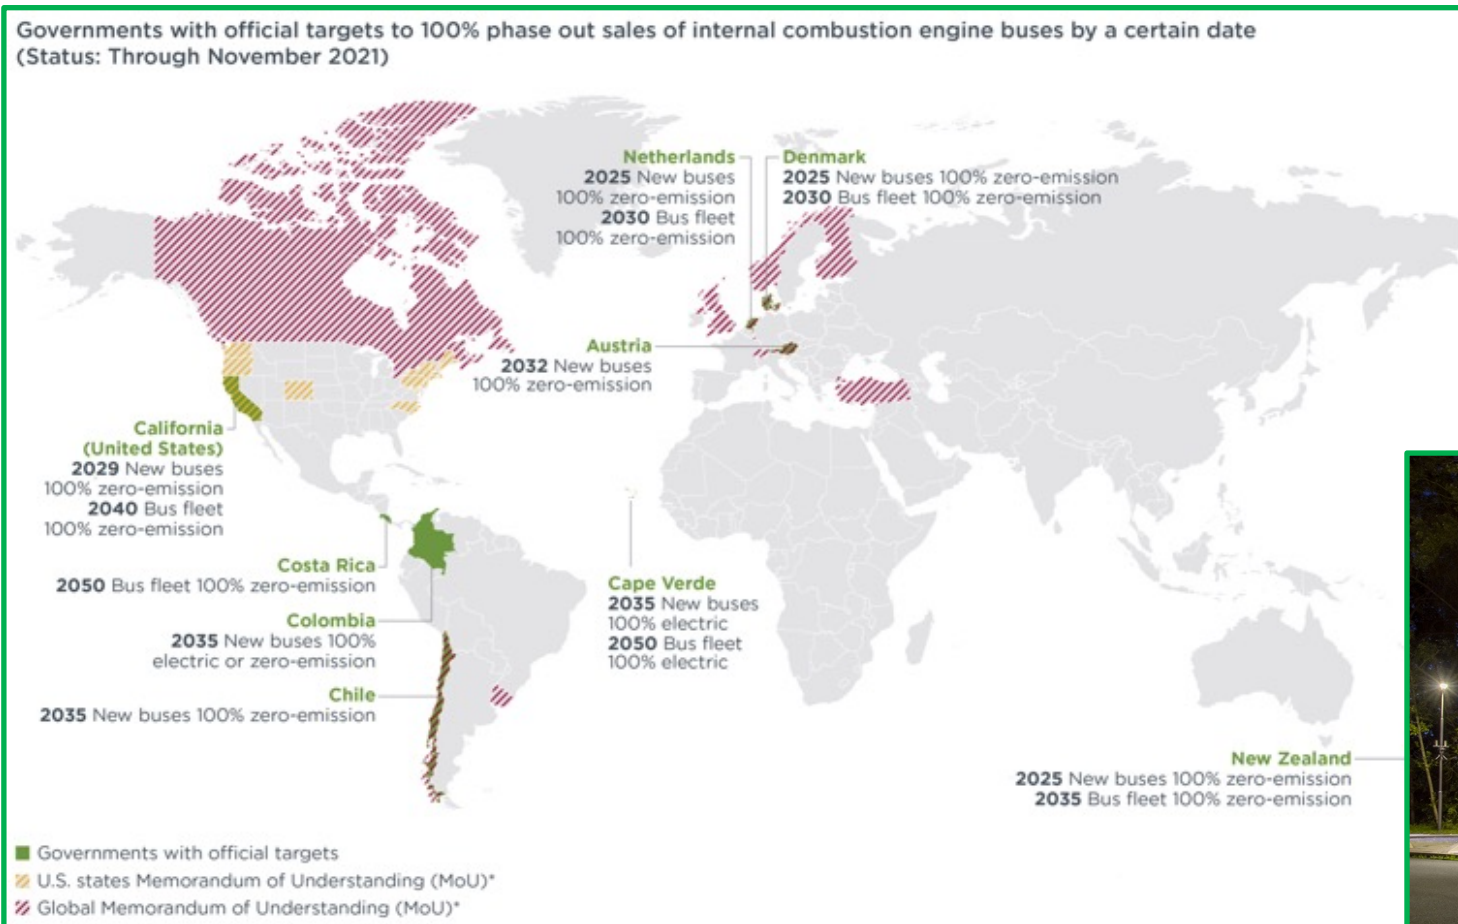 Governments with official targets to 100% phase out sales of internal combustion engine buses by a certain date
(Status: Through November 2021)
Netherlands
2025 New buses
100% zero-emission
2030 Bus fleet
100% zero-emission
Denmark
2025 New buses 100% zero-emission
2030 Bus fleet 100% zero-emission
Austria
2032 New buses
100% zero-emission
California
(United States)
2029 New buses
100% zero-emission
2040 Bus fleet
100% zero-emission
Costa Rica
2050 Bus fleet 100% zero-emission
Colombia
2035 New buses 100%
electric or zero-emission
Chile
2035 New buses 100% zero-emission
Cape Verde
2035 New buses
100% electric
2050 Bus fleet
100% electric
New Zealand
2025 New buses 100% zero-emission
2035 Bus fleet 100% zero-emission
Governments with official targets
U.S. states Memorandum of Understanding (MoU)*
Global Memorandum of Understanding (MoU)*